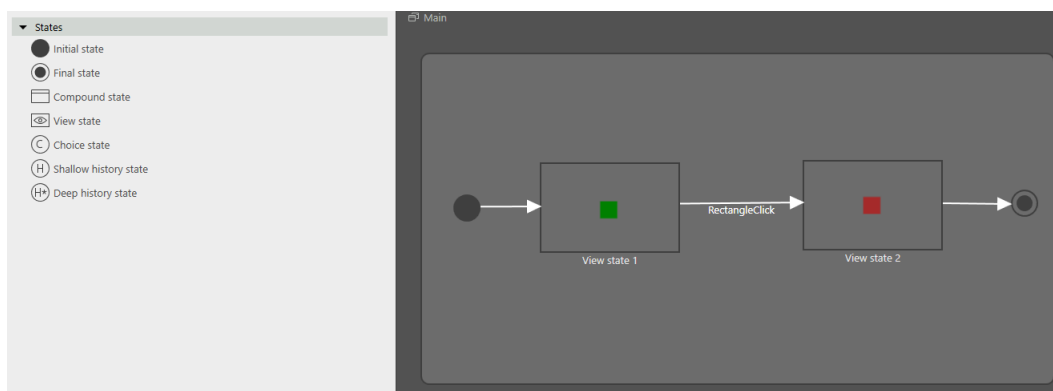 States
Initial state
Final state
Compound state
View state
C Choice state
H Shallow history state
H* Deep history state
Main
RectangleClick
View state 1
View state 2